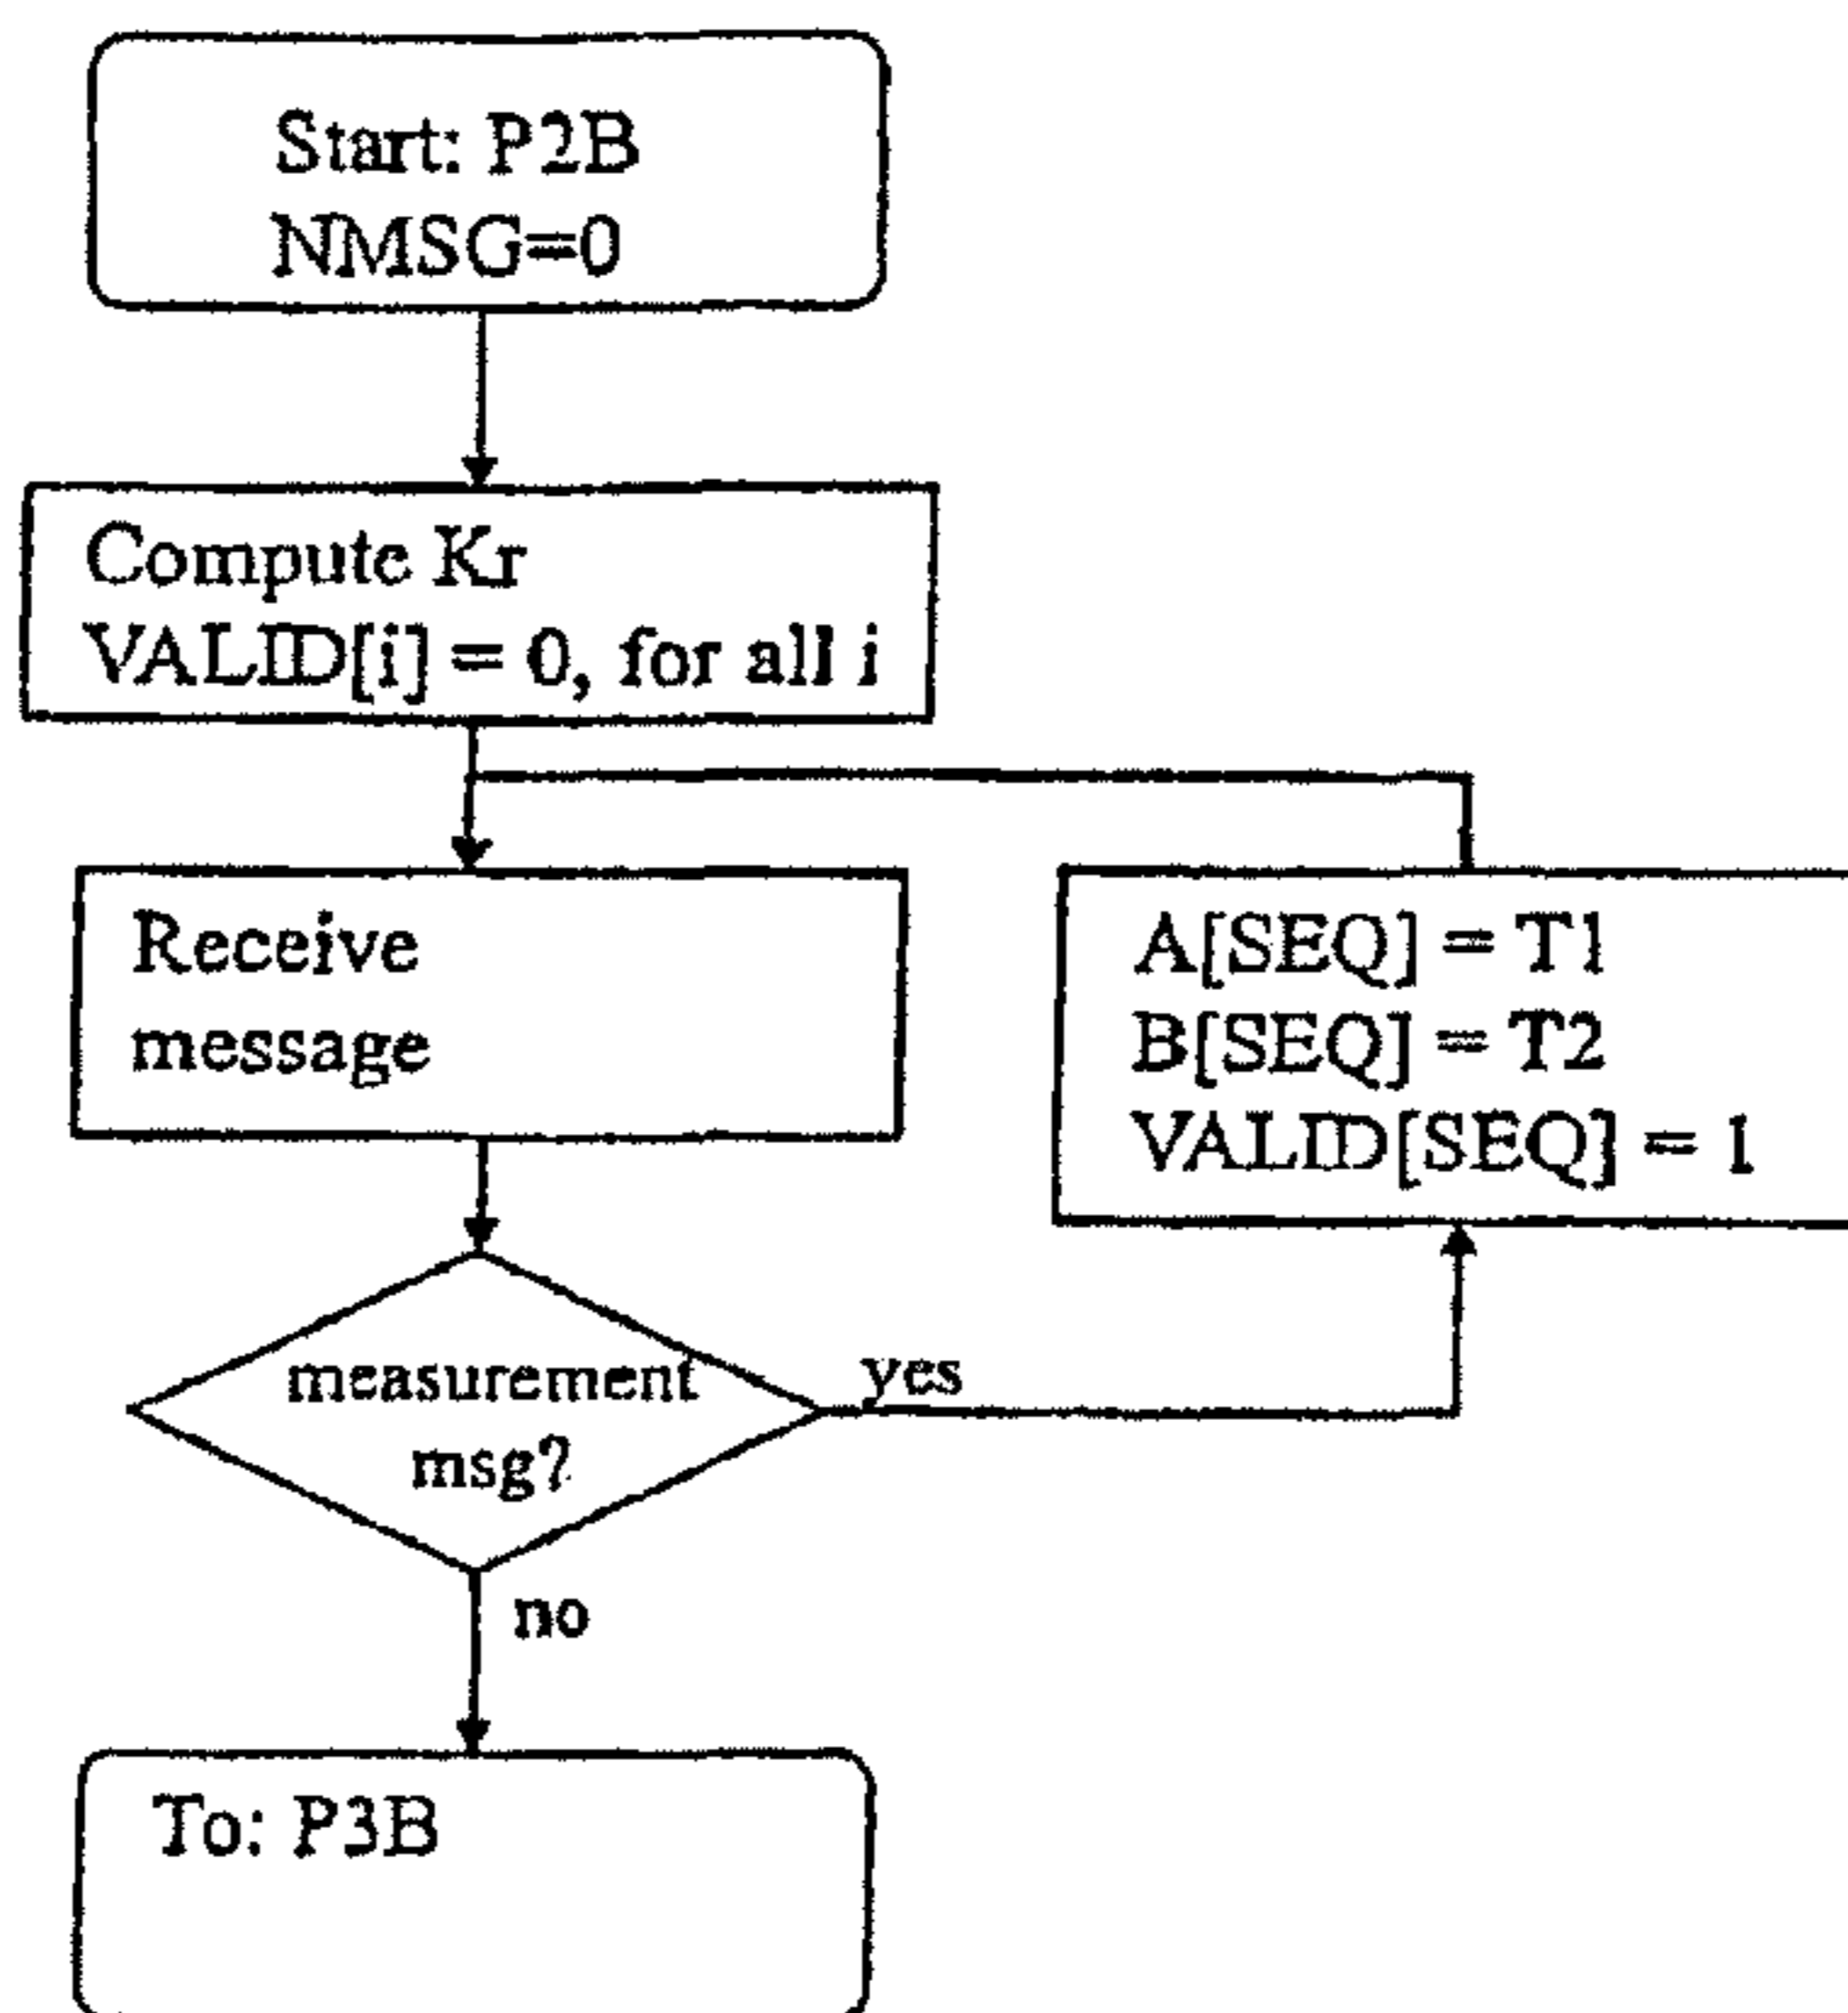 Start: P2B
NMSG=0
Compute Kr
VALID[i] = 0, for all i
Receive
message
A[SEQ] = T1
B[SEQ] = T2
VALID[SEQ] = 1
measurement
msg?
yes
no
To: P3B